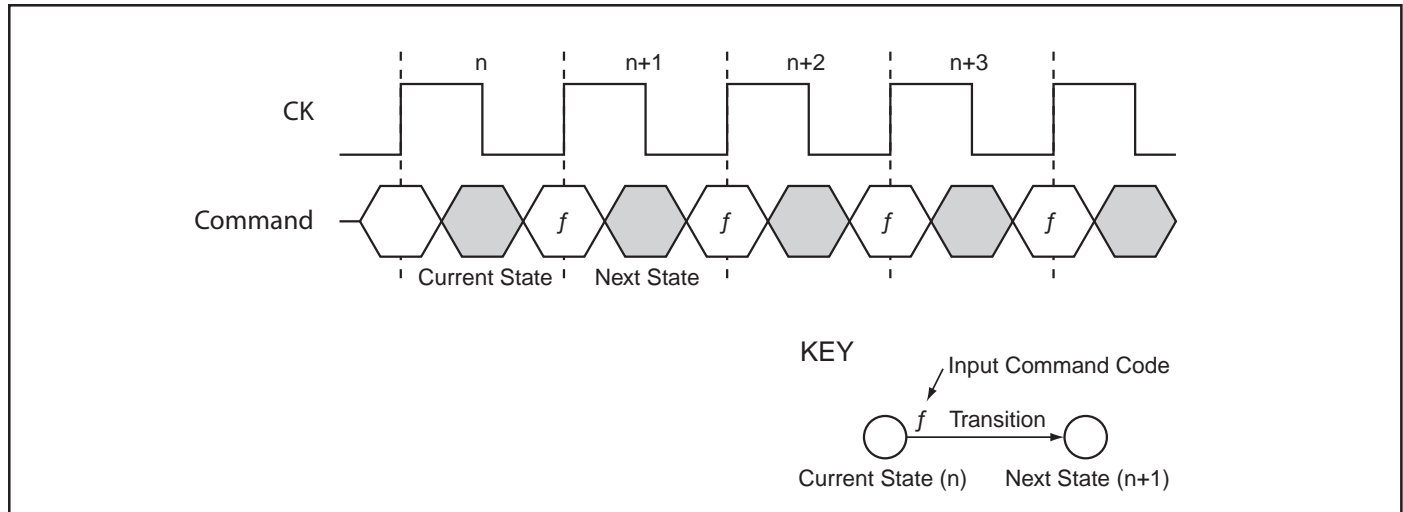 n n+1 n+2 n+3
CK
Command f f f f
Current State Next State
KEY
Input Command Code
f Transition
Current State (n) Next State (n+1)